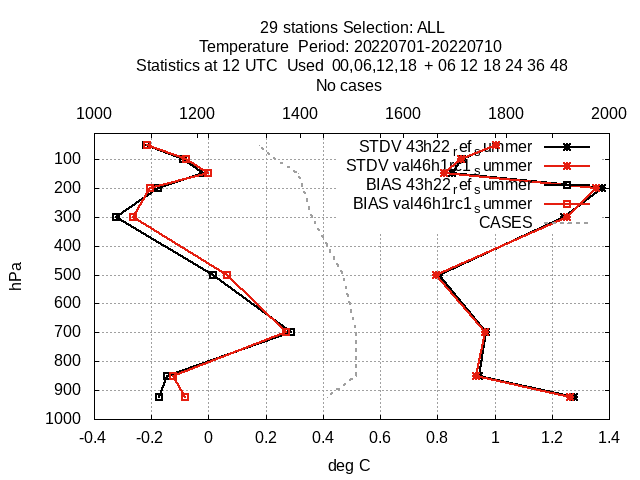 29 stations Selection: ALL
Temperature Period: 20220701-20220710
Statistics at 12 UTC Used 00,06,12,18 + 06 12 18 24 36 48
No cases
1000 1200 1400 1600 1800 2000
STDV 43h22_ref_summer
STDV val46h1rc1_summer
BIAS 43h22_ref_summer
BIAS val46h1rc1_summer
CASES
100
200
300
400
500
600
700
800
900
1000
hPa
-0.4 -0.2 0 0.2 0.4 0.6 0.8 1 1.2 1.4
deg C